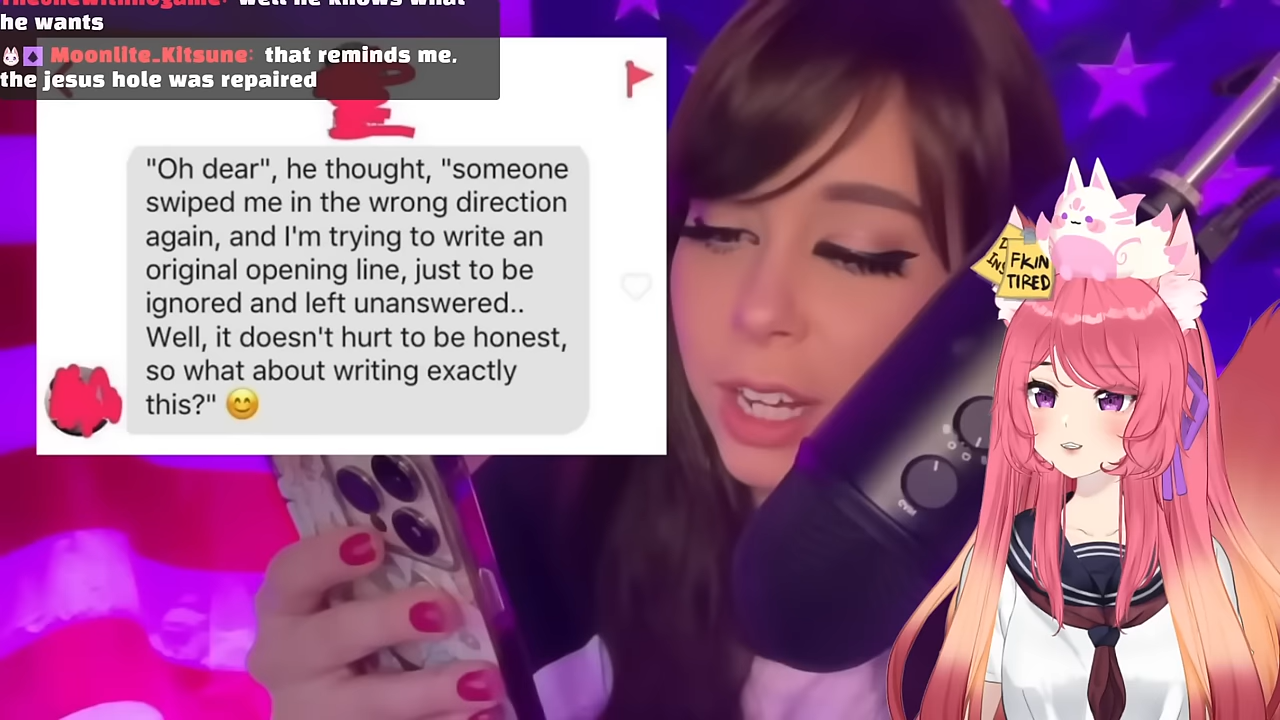 he wants
Moonlite_Kitsune: that reminds me.
the jesus hole was repaired
"Oh dear", he thought, "someone
swiped me in the wrong direction
again, and I'm trying to write an
original opening line, just to be
ignored and left unanswered..
Well, it doesn't hurt to be honest,
so what about writing exactly
this?" 😊
FKIN
TIRED